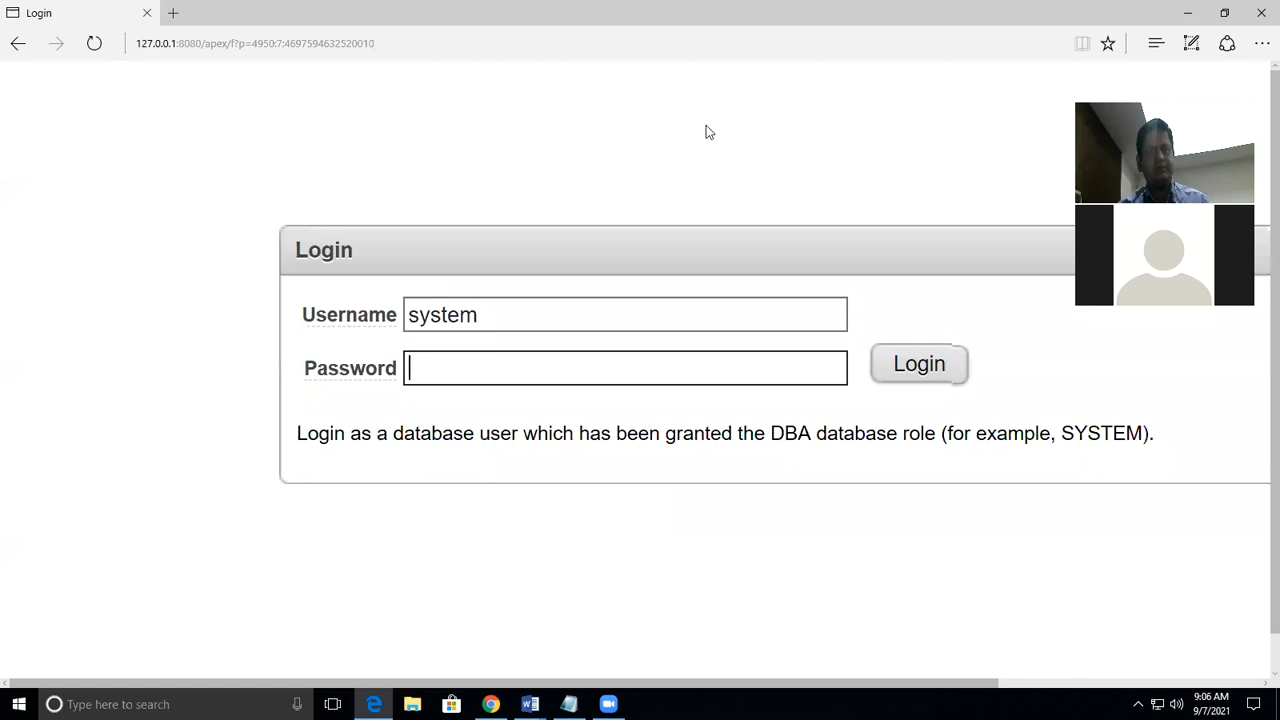 Login
127.0.0.1:8080/apex/f?p=4950:7:4697594632520010
Login
Username system
Password
Login
Login as a database user which has been granted the DBA database role (for example, SYSTEM).
Type here to search
9:06 AM
9/7/2021